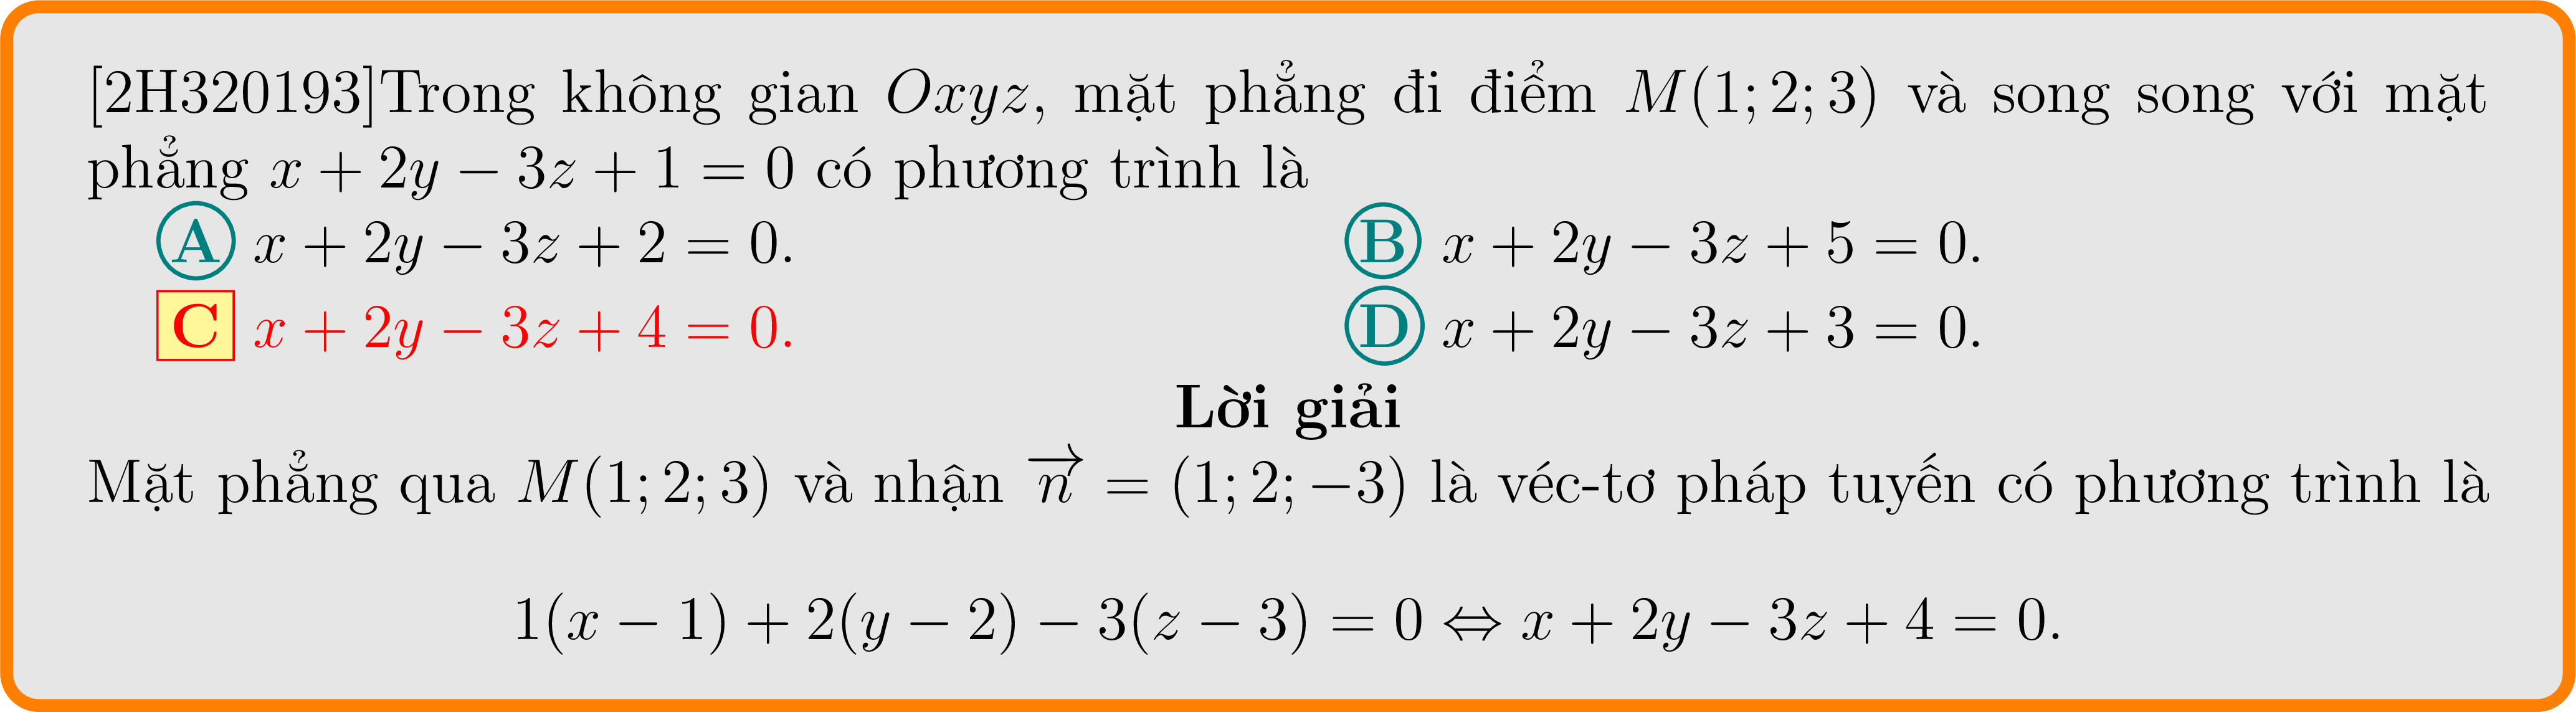 [2H320193]Trong không gian Oxyz, mặt phẳng đi điểm M(1; 2; 3) và song song với mặt
phẳng x + 2y − 3z + 1 = 0 có phương trình là
A x + 2y − 3z + 2 = 0. B x + 2y − 3z + 5 = 0.
C x + 2y − 3z + 4 = 0. D x + 2y − 3z + 3 = 0.
Lời giải
Mặt phẳng qua M(1; 2; 3) và nhận \overrightarrow{n} = (1; 2; −3) là véc-tơ pháp tuyến có phương trình là
1(x − 1) + 2(y − 2) − 3(z − 3) = 0 ⇔ x + 2y − 3z + 4 = 0.